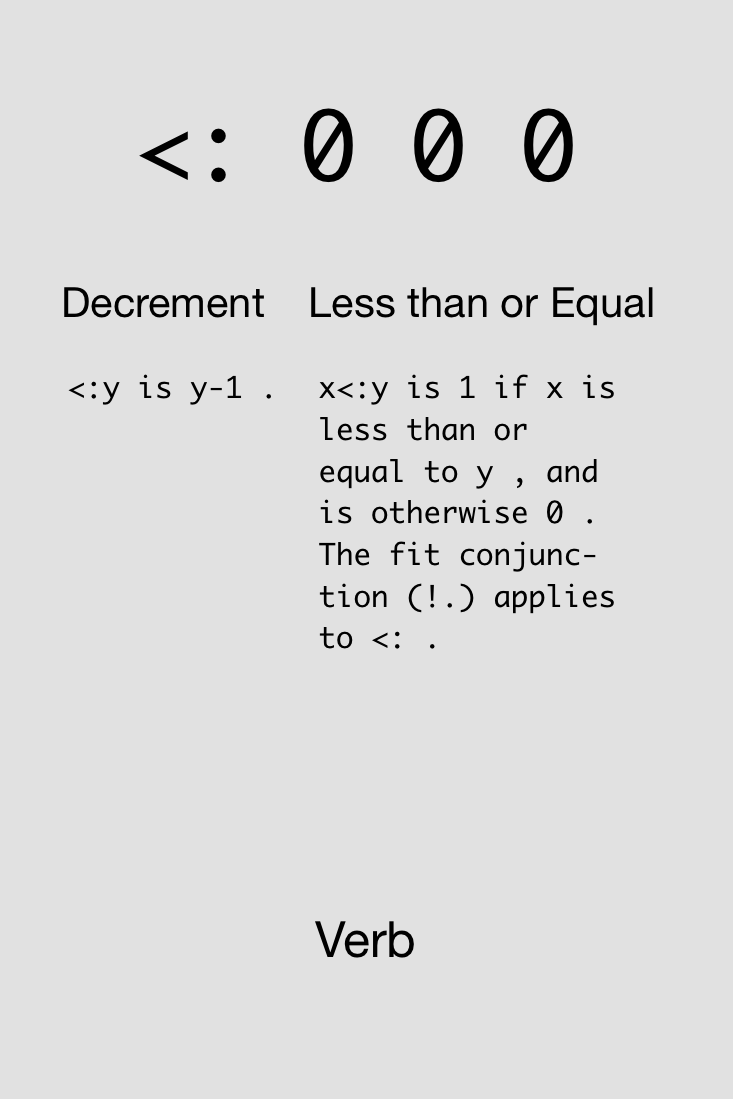 <: 0 0 0
Decrement Less than or Equal
<:y is y-1 .
x<:y is 1 if x is
less than or
equal to y , and
is otherwise 0 .
The fit conjunc-
tion (!.) applies
to <: .
Verb